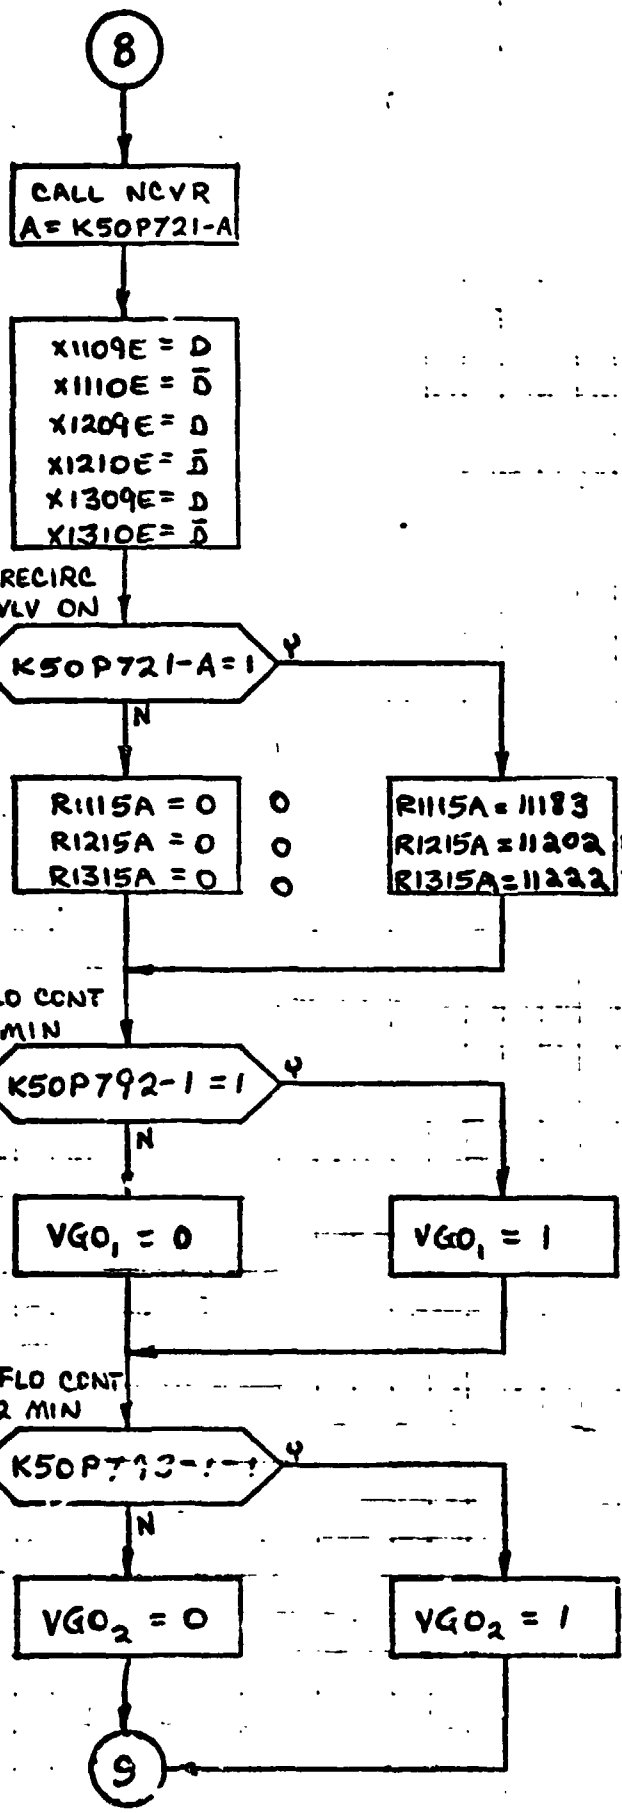 8
CALL NCVR
A= K50P721-A
X1109E = D
X1110E = D̄
X1209E = D
X1210E = D̄
X1309E = D
X1310E = D̄
RECIRC
VLV ON
K50P721-A=1
Y
N
R1115A = 0 0
R1215A = 0 0
R1315A = 0 0
R1115A = 11183
R1215A = 11202
R1315A = 11222
CONT
MIN
K50P792-1 = 1
Y
N
VGO₁ = 0
VGO₁ = 1
FLO CONT
2 MIN
Y
N
VGO₂ = 0
VGO₂ = 1
9